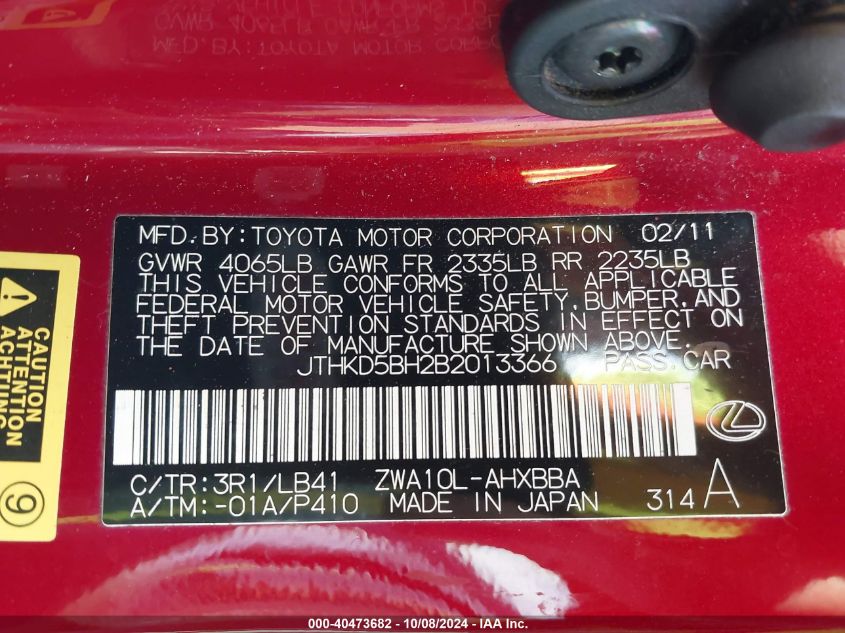 MFD. BY: TOYOTA MOTOR CORPORATION 02/11
GVWR 4065LB GAWR FR 2335LB RR 2235LB
THIS VEHICLE CONFORMS TO ALL APPLICABLE
FEDERAL MOTOR VEHICLE SAFETY, BUMPER, AND
THEFT PREVENTION STANDARDS IN EFFECT ON
THE DATE OF MANUFACTURE SHOWN ABOVE.
JTHKD5BH2B2013366 PASS. CAR
C/TR: 3R1/LB41 ZWA10L-AHXBBA
A/TM: -01A/P410 MADE IN JAPAN 314 A
CAUTION
ATTENTION
ACHTUNG
9
000-40473682 - 10/08/2024 - IAA Inc.